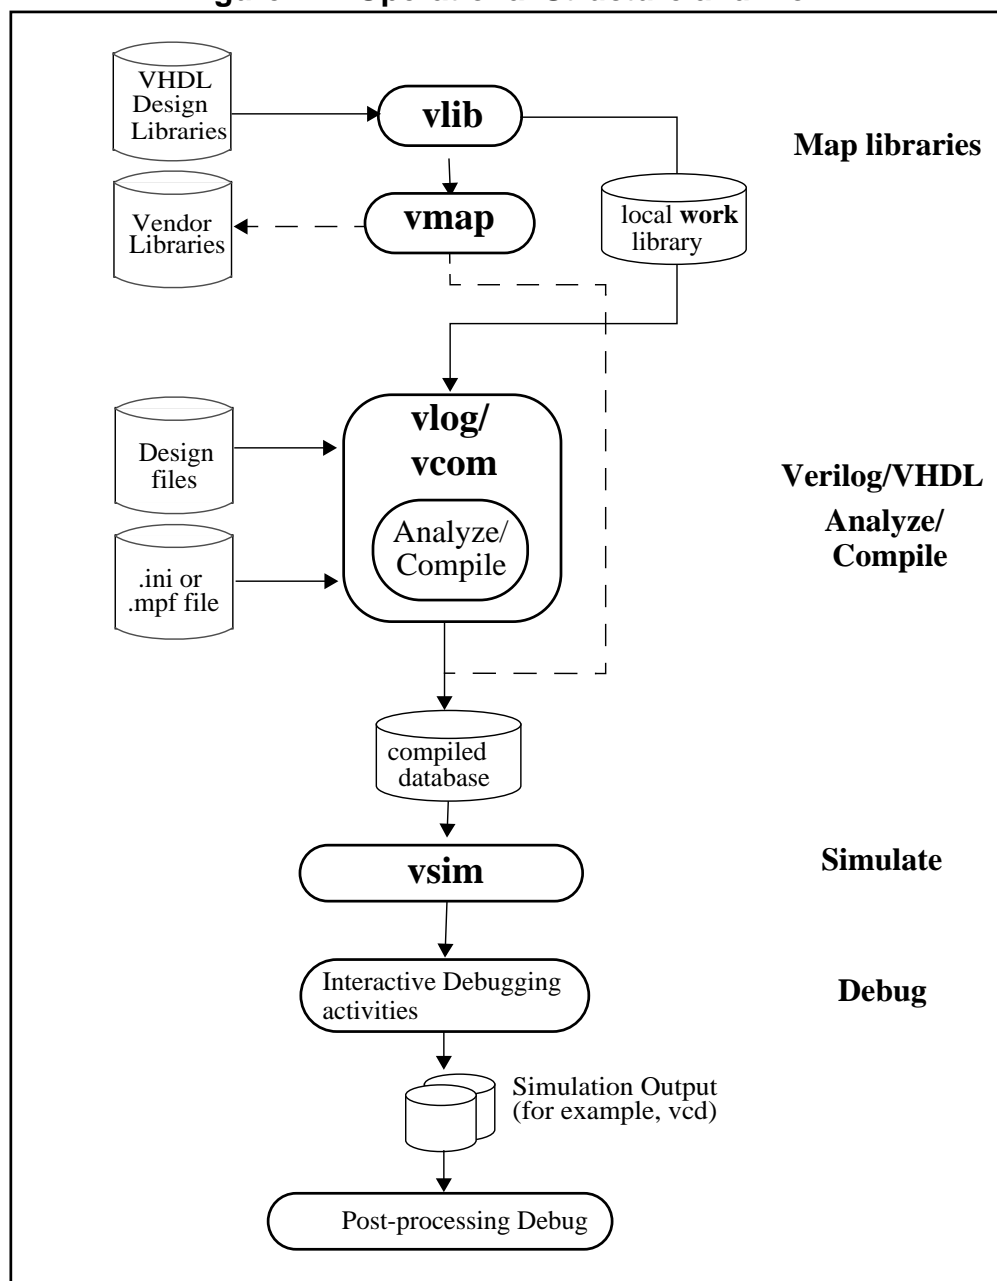 VHDL
Design
Libraries
vlib
Map libraries
Vendor
Libraries
vmap
local work
library
Design
files
vlog/
vcom
Analyze/
Compile
Verilog/VHDL
Analyze/
Compile
.ini or
.mpf file
compiled
database
vsim
Simulate
Interactive Debugging
activities
Debug
Simulation Output
(for example, vcd)
Post-processing Debug